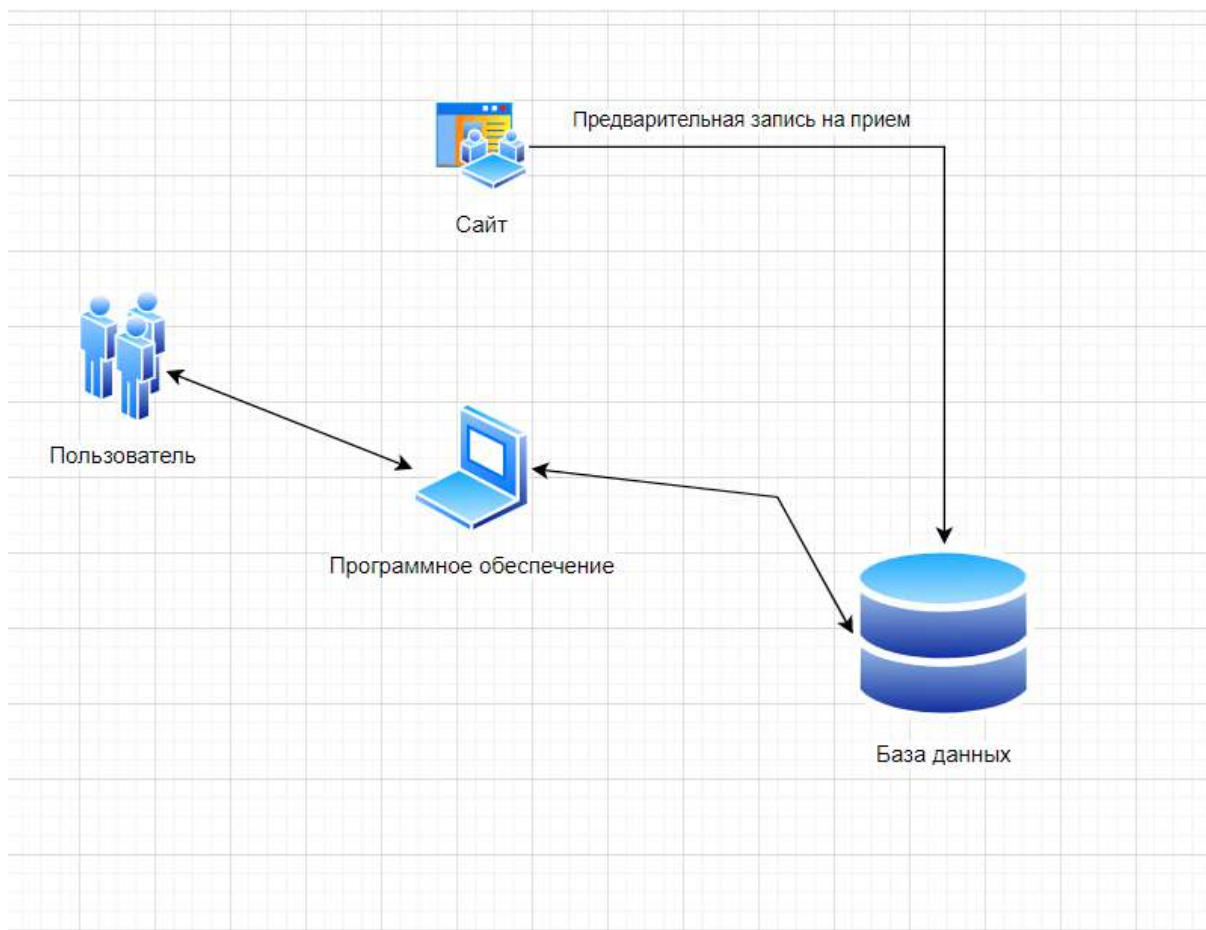 Предварительная запись на прием
Сайт
Пользователь
Программное обеспечение
База данных